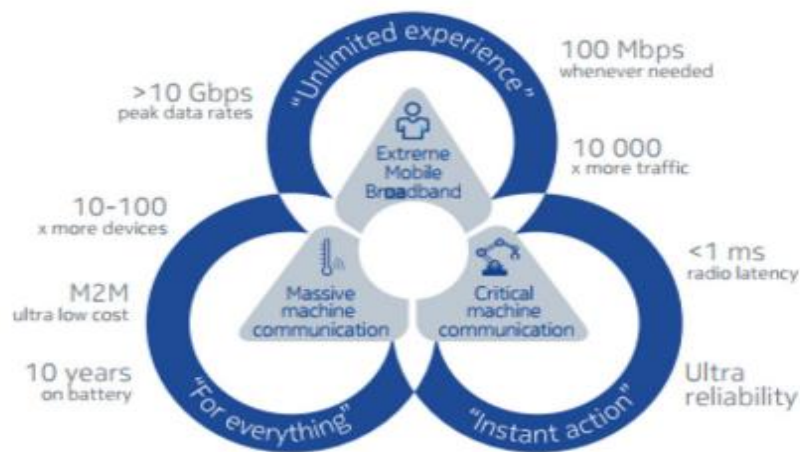 "Unlimited experience"
100 Mbps
whenever needed
>10 Gbps
peak data rates
Extreme
Mobile
Broadband
10 000
x more traffic
10-100
x more devices
<1 ms
radio latency
M2M
ultra low cost
Massive
machine
communication
Critical
machine
communication
10 years
on battery
Ultra
reliability
"For everything"
"Instant action"